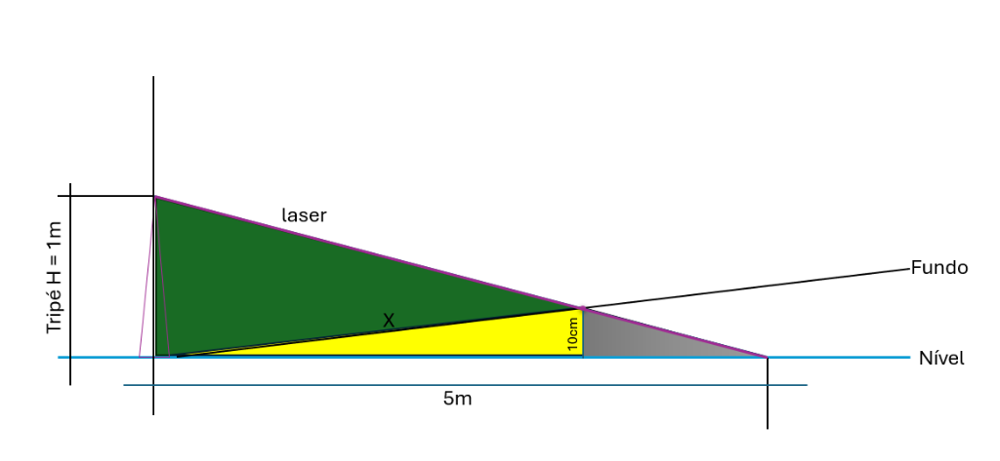 laser
Tripé H = 1m
Fundo
X
10cm
Nível
5m